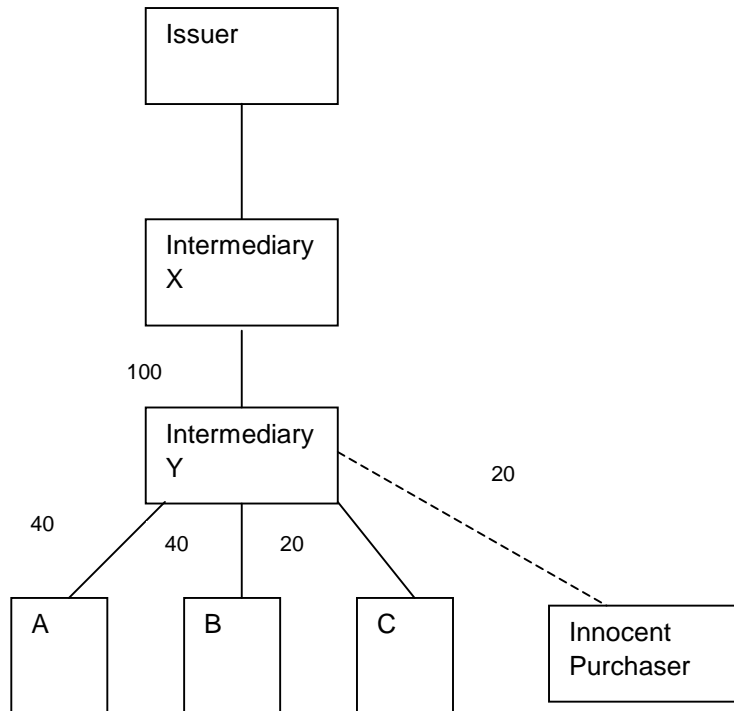 Issuer
Intermediary
X
100
Intermediary
Y
20
40
40
20
A
B
C
Innocent
Purchaser